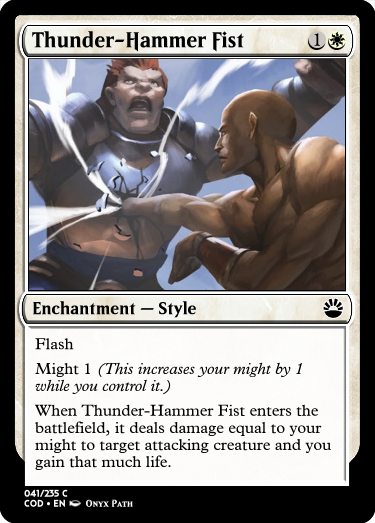 Thunder-Hammer Fist 1
Enchantment — Style
Flash
Might 1 (This increases your might by 1
while you control it.)
When Thunder-Hammer Fist enters the
battlefield, it deals damage equal to your
might to target attacking creature and you
gain that much life.
041/235 C
COD • EN Onyx Path